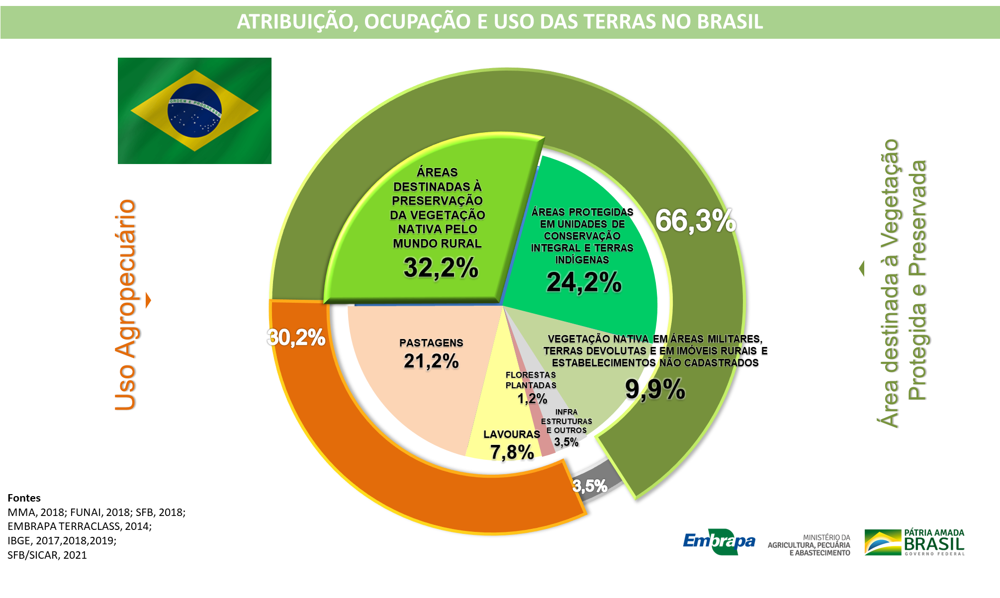 ATRIBUIÇÃO, OCUPAÇÃO E USO DAS TERRAS NO BRASIL
ORDEM E PROGRESSO
ÁREAS
DESTINADAS À
PRESERVAÇÃO
DA VEGETAÇÃO
NATIVA PELO
MUNDO RURAL
32,2%
ÁREAS PROTEGIDAS
EM UNIDADES DE
CONSERVAÇÃO
INTEGRAL E TERRAS
INDÍGENAS
24,2%
66,3%
Área destinada à Vegetação
Protegida e Preservada
Uso Agropecuário
30,2%
PASTAGENS
21,2%
VEGETAÇÃO NATIVA EM ÁREAS MILITARES,
TERRAS DEVOLUTAS E EM IMÓVEIS RURAIS E
ESTABELECIMENTOS NÃO CADASTRADOS
9,9%
FLORESTAS
PLANTADAS
1,2%
INFRA
ESTRUTURAS
E OUTROS
3,5%
LAVOURAS
7,8%
3,5%
Fontes
MMA, 2018; FUNAI, 2018; SFB, 2018;
EMBRAPA TERRACLASS, 2014;
IBGE, 2017,2018,2019;
SFB/SICAR, 2021
Embrapa
MINISTÉRIO DA
AGRICULTURA, PECUÁRIA
E ABASTECIMENTO
PÁTRIA AMADA
BRASIL
GOVERNO FEDERAL